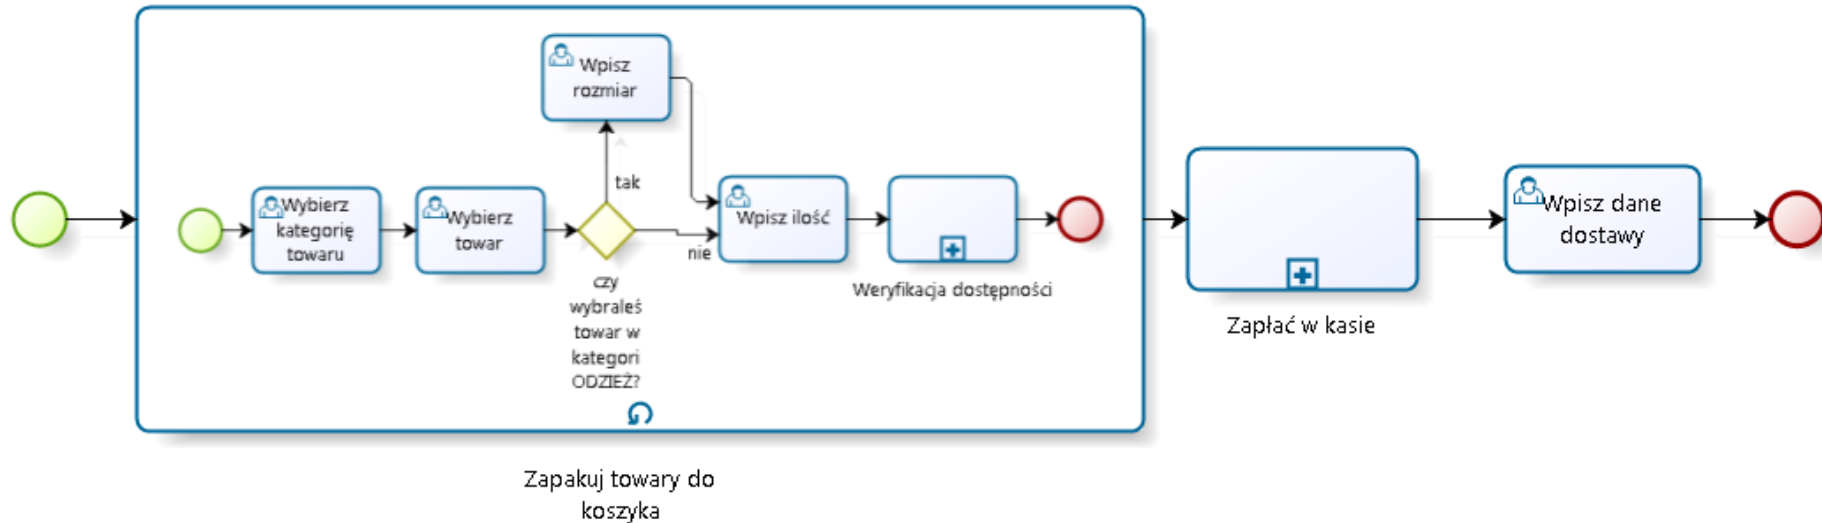 Wpisz
rozmiar
tak
Wybierz
kategorię
towaru
Wybierz
towar
nie
Wpisz ilość
czy
wybraleś
towar w
kategori
ODZIEŻ?
Weryfikacja dostępności
Zapakuj towary do
koszyka
Zapłać w kasie
Wpisz dane
dostawy